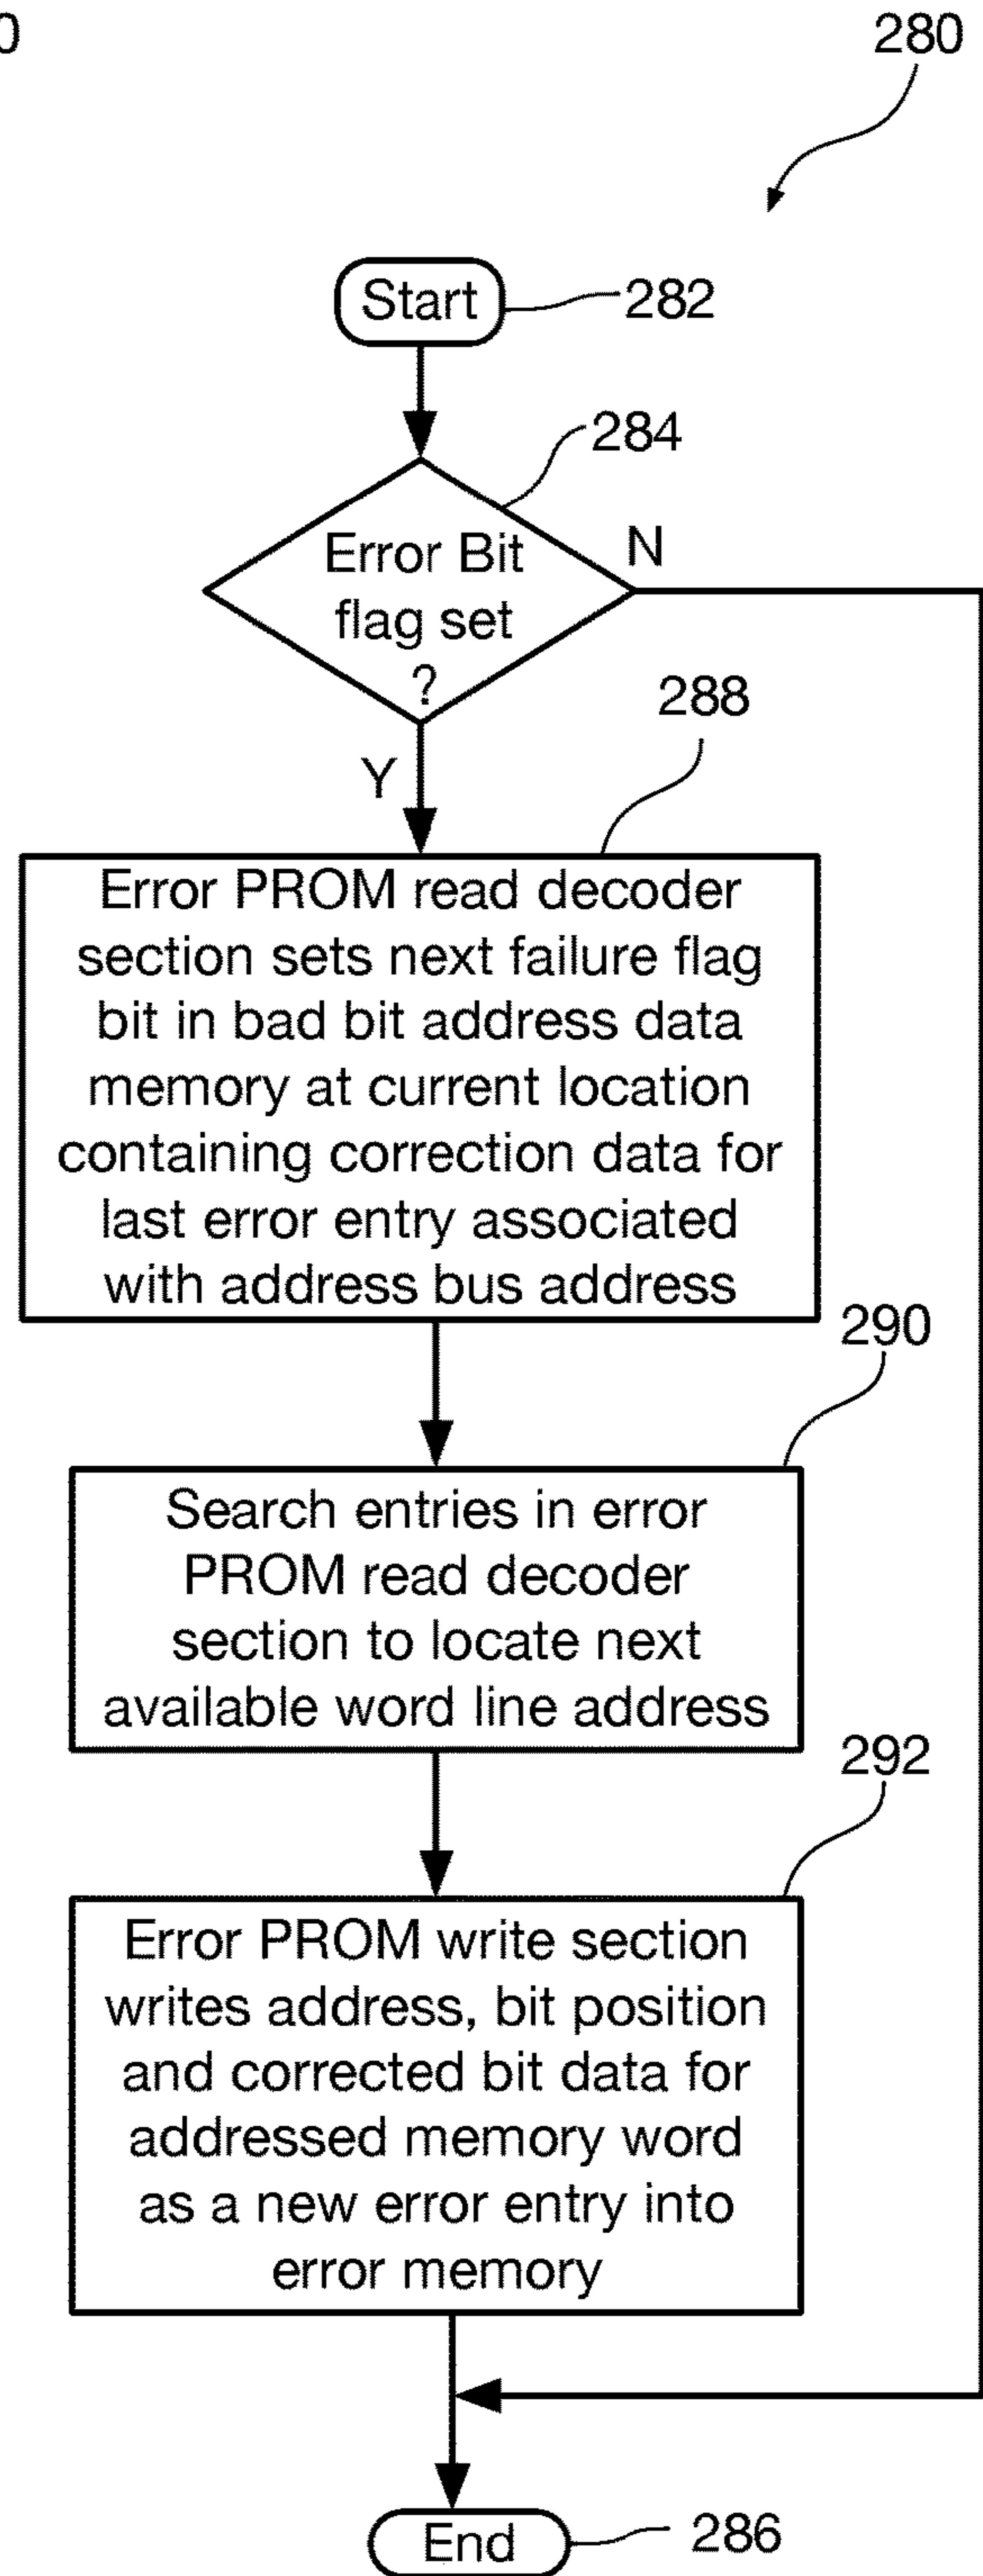 0
280
Start
282
284
Error Bit
flag set
?
N
Y
288
Error PROM read decoder
section sets next failure flag
bit in bad bit address data
memory at current location
containing correction data for
last error entry associated
with address bus address
290
Search entries in error
PROM read decoder
section to locate next
available word line address
292
Error PROM write section
writes address, bit position
and corrected bit data for
addressed memory word
as a new error entry into
error memory
End
286